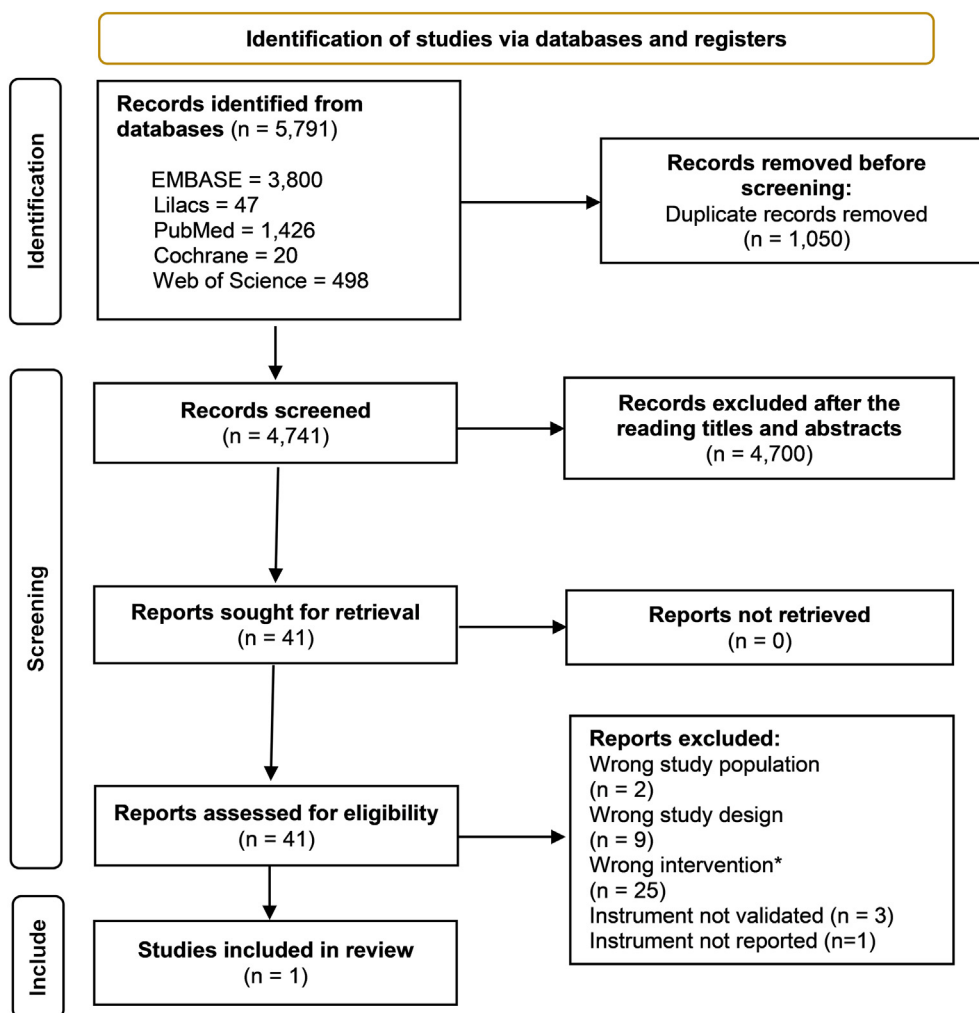 Identification of studies via databases and registers
Identification
Records identified from
databases (n = 5,791)
EMBASE = 3,800
Lilacs = 47
PubMed = 1,426
Cochrane = 20
Web of Science = 498
Records removed before
screening:
Duplicate records removed
(n = 1,050)
Screening
Records screened
(n = 4,741)
Records excluded after the
reading titles and abstracts
(n = 4,700)
Reports sought for retrieval
(n = 41)
Reports not retrieved
(n = 0)
Reports assessed for eligibility
(n = 41)
Reports excluded:
Wrong study population
(n = 2)
Wrong study design
(n = 9)
Wrong intervention*
(n = 25)
Instrument not validated (n = 3)
Instrument not reported (n=1)
Include
Studies included in review
(n = 1)